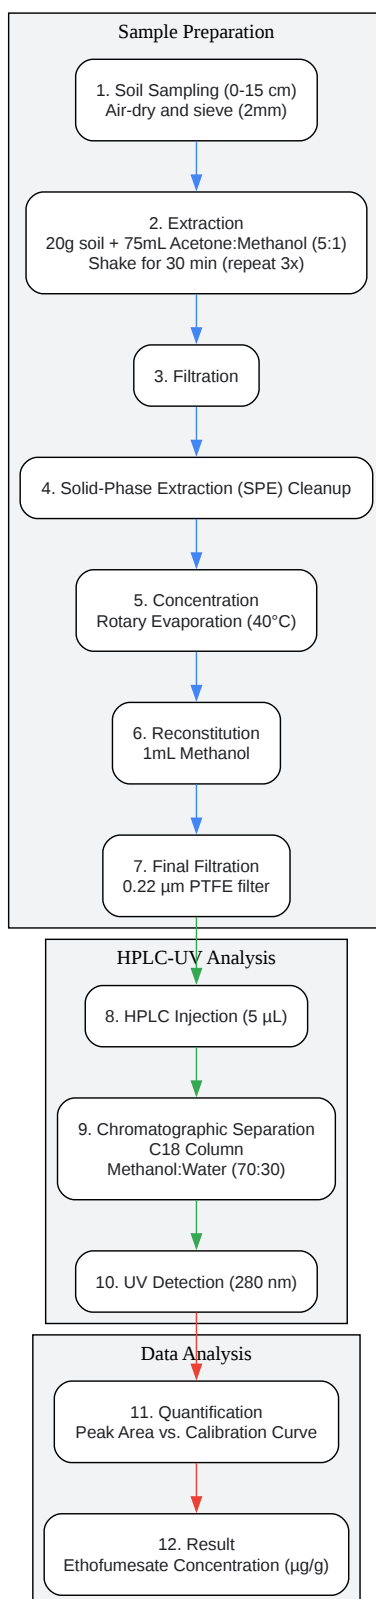 Sample Preparation
1. Soil Sampling (0-15 cm)
Air-dry and sieve (2mm)
2. Extraction
20g soil + 75mL Acetone:Methanol (5:1)
Shake for 30 min (repeat 3x)
3. Filtration
4. Solid-Phase Extraction (SPE) Cleanup
5. Concentration
Rotary Evaporation (40°C)
6. Reconstitution
1mL Methanol
7. Final Filtration
0.22 µm PTFE filter
HPLC-UV Analysis
8. HPLC Injection (5 µL)
9. Chromatographic Separation
C18 Column
Methanol:Water (70:30)
10. UV Detection (280 nm)
Data Analysis
11. Quantification
Peak Area vs. Calibration Curve
12. Result
Ethofumesate Concentration (µg/g)